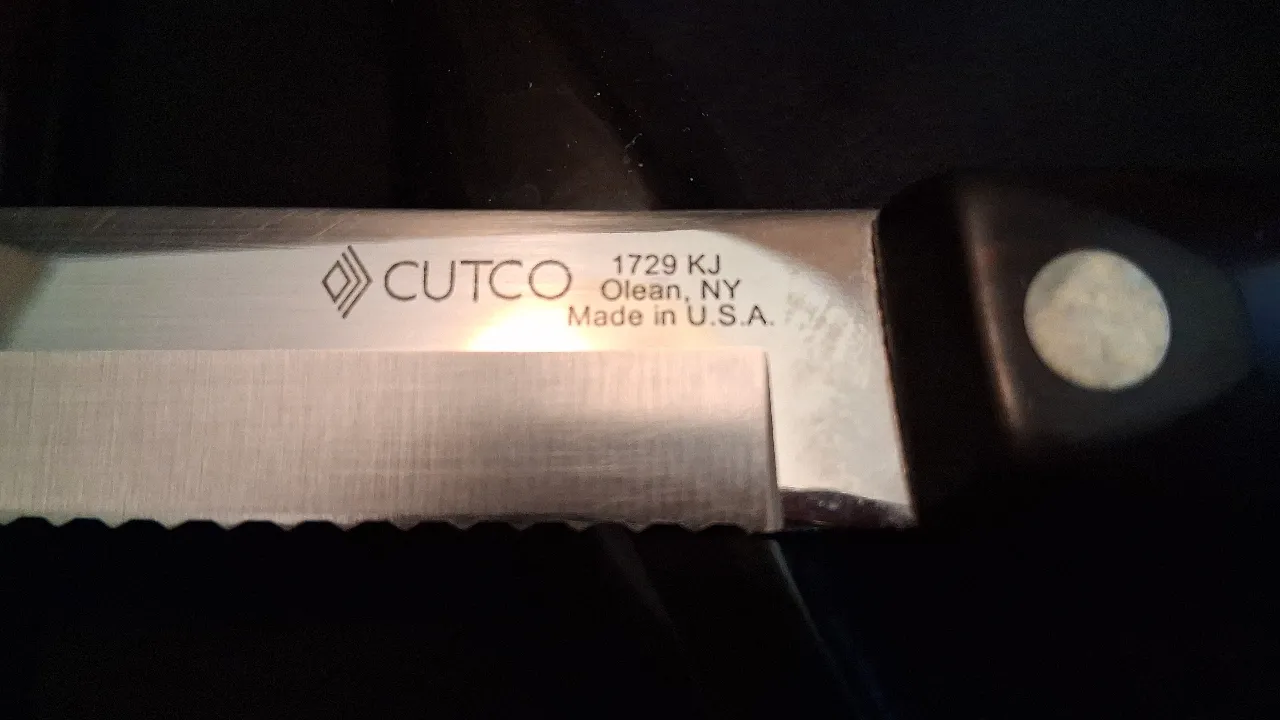 CUTCO
1729 KJ
Olean, NY
Made in U.S.A.